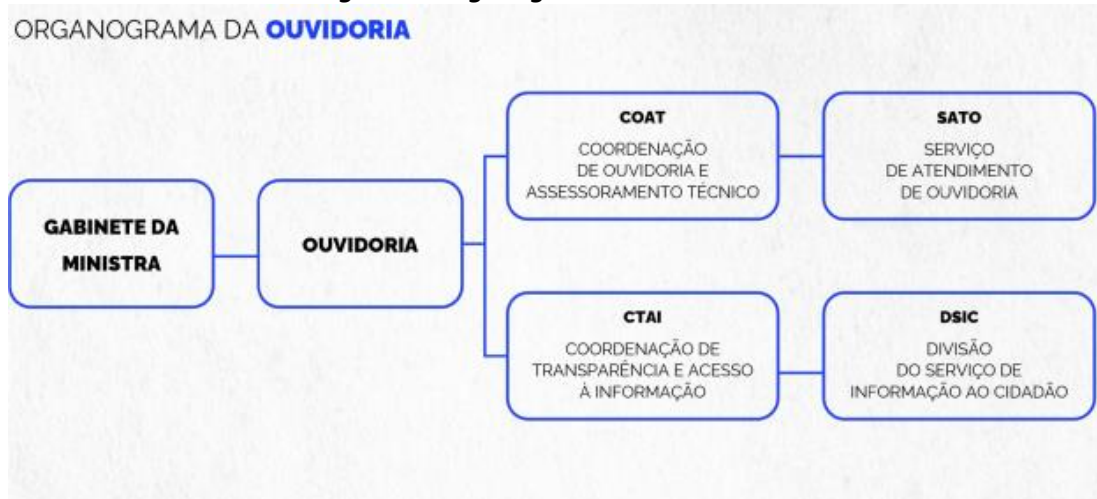 ORGANOGRAMA DA OUVIDORIA
GABINETE DA
MINISTRA
OUVIDORIA
COAT
COORDENAÇÃO
DE OUVIDORIA E
ASSESSORAMENTO TÉCNICO
SATO
SERVIÇO
DE ATENDIMENTO
DE OUVIDORIA
CTAI
COORDENAÇÃO DE
TRANSPARÊNCIA E ACESSO
À INFORMAÇÃO
DSIC
DIVISÃO
DO SERVIÇO DE
INFORMAÇÃO AO CIDADÃO